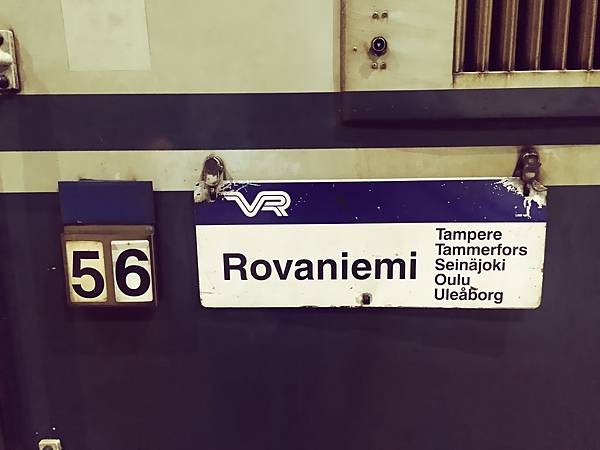 VR
56
Rovaniemi
Tampere
Tammerfors
Seinäjoki
Oulu
Uleåborg